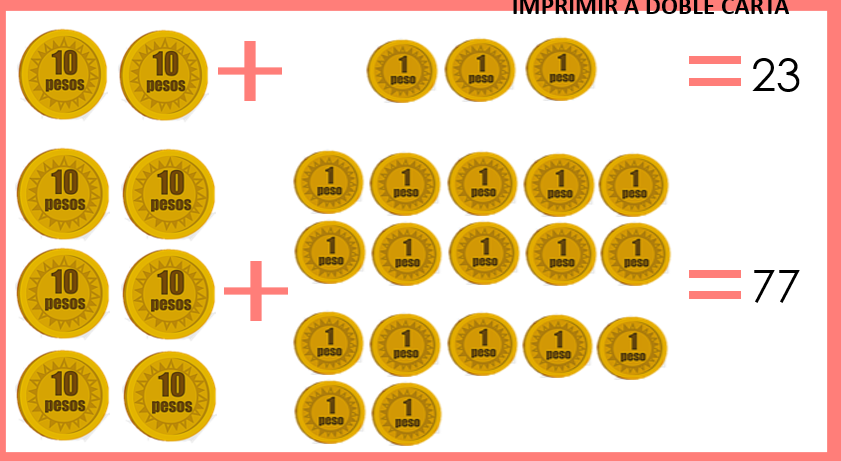 IMPRIMIR A DOBLE CARTA
10 pesos 10 pesos + 1 peso 1 peso 1 peso = 23
10 pesos 10 pesos
10 pesos 10 pesos
10 pesos 10 pesos
+
1 peso 1 peso 1 peso 1 peso 1 peso
1 peso 1 peso 1 peso 1 peso 1 peso
1 peso 1 peso 1 peso 1 peso 1 peso
1 peso 1 peso
= 77